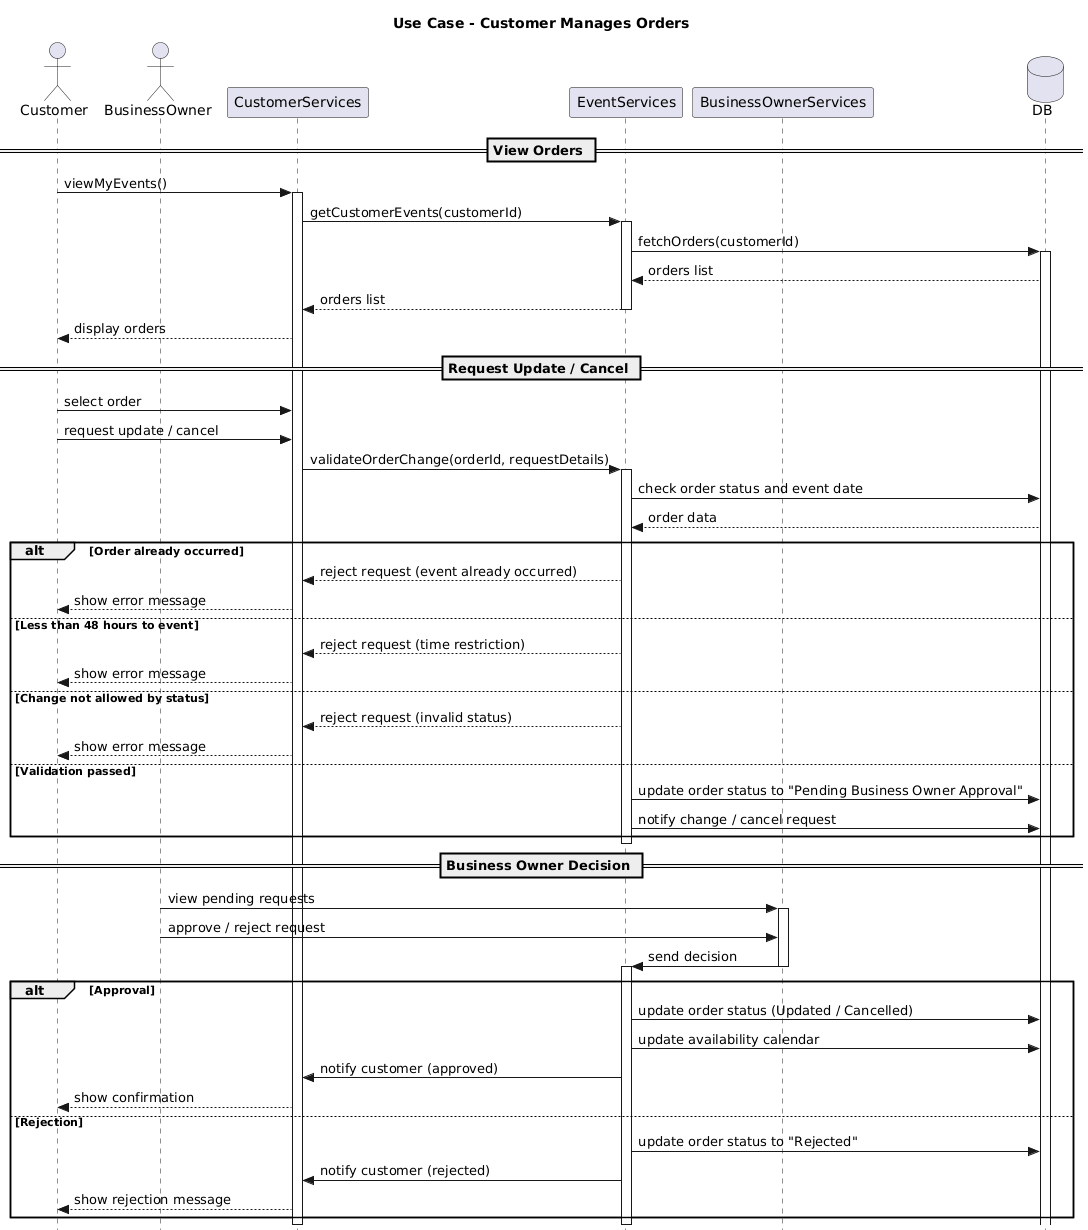 Use Case - Customer Manages Orders
Customer
BusinessOwner
CustomerServices
EventServices
BusinessOwnerServices
DB
View Orders
viewMyEvents()
getCustomerEvents(customerId)
fetchOrders(customerId)
orders list
orders list
display orders
Request Update / Cancel
select order
request update / cancel
validateOrderChange(orderId, requestDetails)
check order status and event date
order data
alt [Order already occurred]
reject request (event already occurred)
show error message
[Less than 48 hours to event]
reject request (time restriction)
show error message
[Change not allowed by status]
reject request (invalid status)
show error message
[Validation passed]
update order status to "Pending Business Owner Approval"
notify change / cancel request
Business Owner Decision
view pending requests
approve / reject request
send decision
alt [Approval]
update order status (Updated / Cancelled)
update availability calendar
notify customer (approved)
show confirmation
[Rejection]
update order status to "Rejected"
notify customer (rejected)
show rejection message